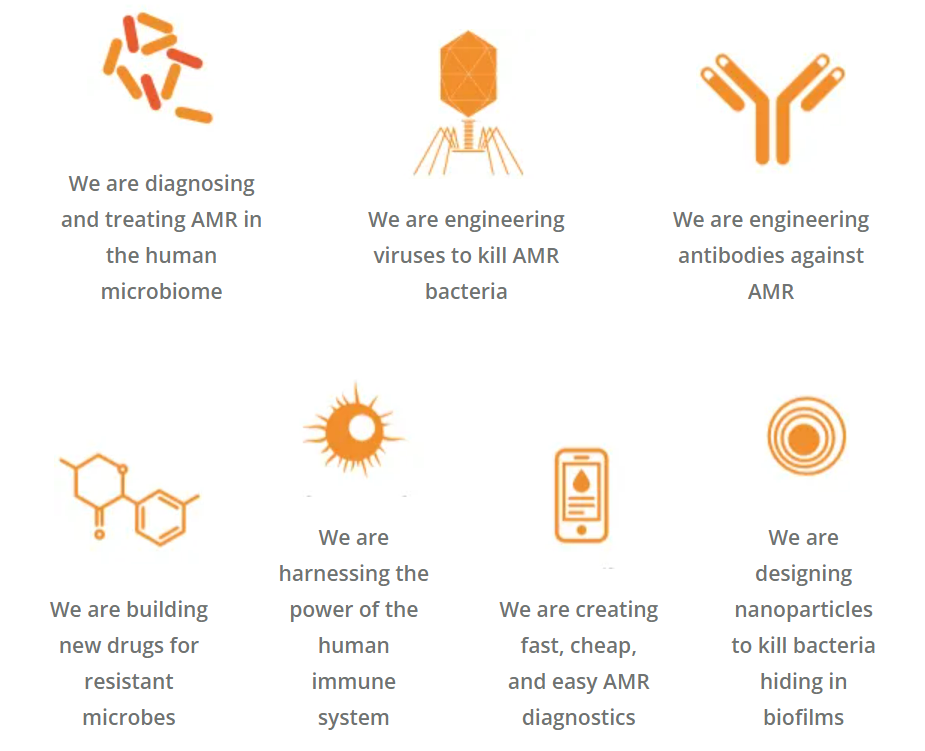 We are diagnosing
and treating AMR in
the human
microbiome
We are engineering
viruses to kill AMR
bacteria
We are engineering
antibodies against
AMR
We are building
new drugs for
resistant
microbes
We are
harnessing the
power of the
human
immune
system
We are creating
fast, cheap,
and easy AMR
diagnostics
We are
designing
nanoparticles
to kill bacteria
hiding in
biofilms